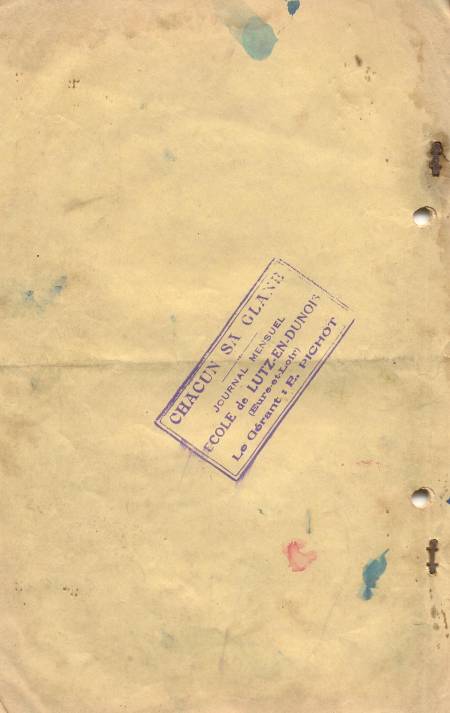 CHACUN SA GLANE
JOURNAL MENSUEL
ECOLE de LUTZ-EN-DUNOIS
(Eure-et-Loir)
Le Gérant : E. PICHOT